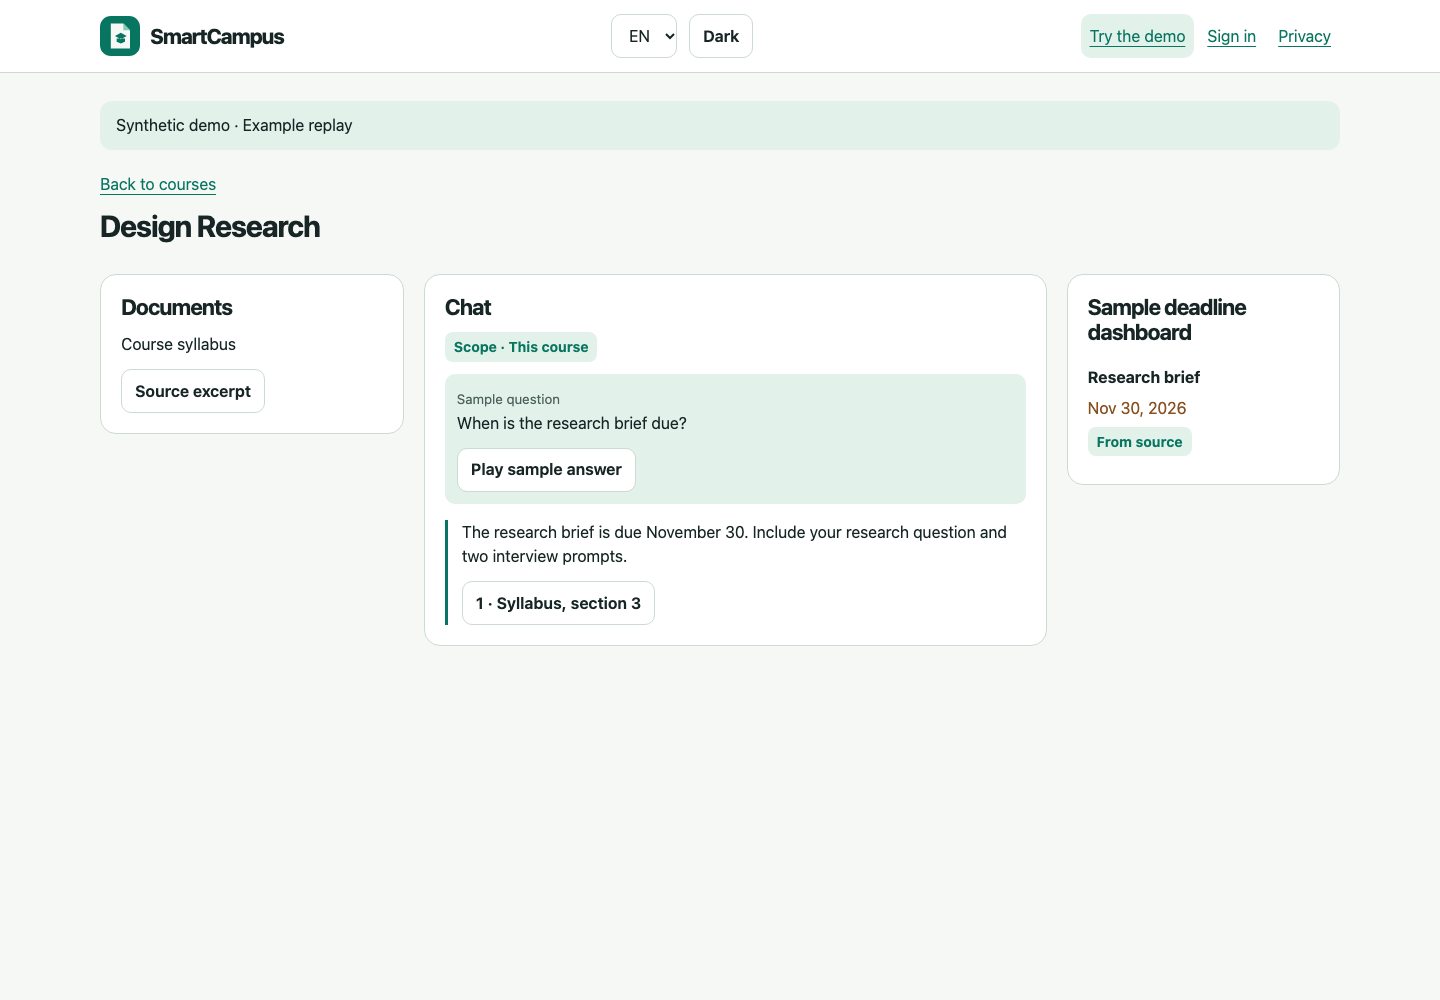 SmartCampus
EN
Dark
Try the demo
Sign in
Privacy
Synthetic demo · Example replay
Back to courses
Design Research
Documents
Course syllabus
Source excerpt
Chat
Scope · This course
Sample question
When is the research brief due?
Play sample answer
The research brief is due November 30. Include your research question and
two interview prompts.
1 · Syllabus, section 3
Sample deadline
dashboard
Research brief
Nov 30, 2026
From source